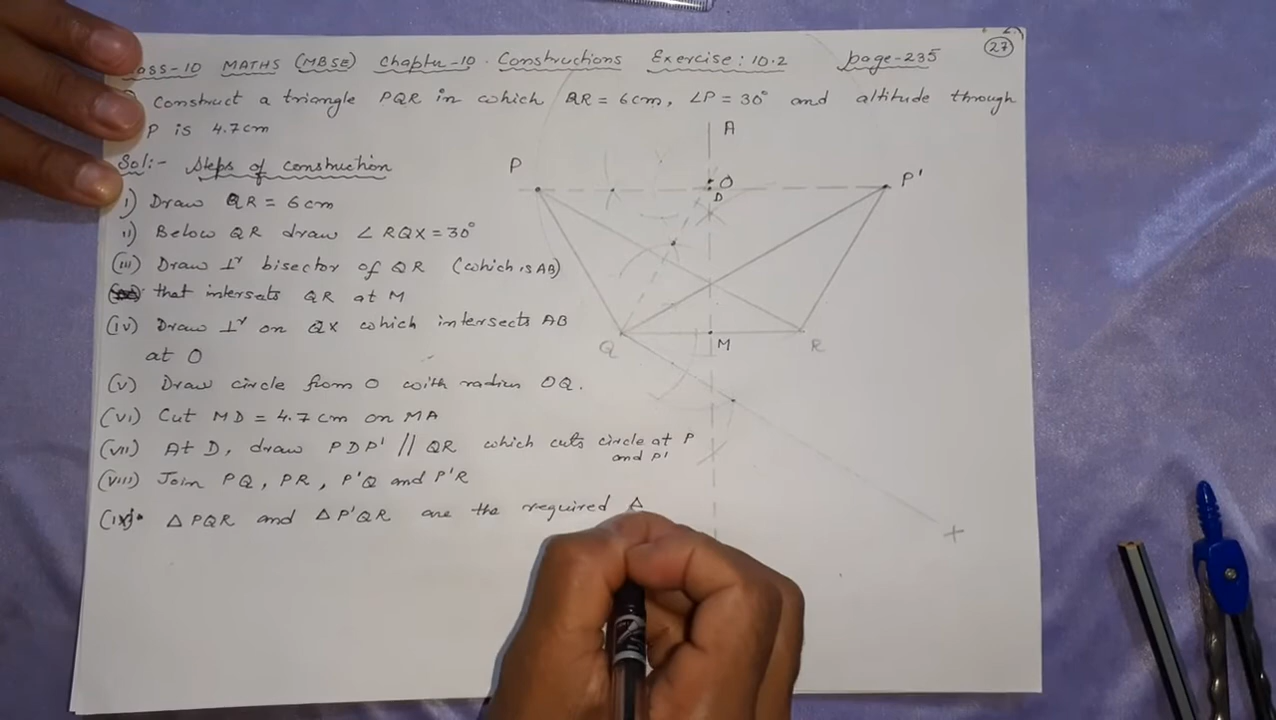 27
ass-10 MATHS (MBSE) Chapter-10. Constructions Exercise: 10.2 page-235
Construct a triangle PQR in which QR = 6cm, ∠P = 30° and altitude through
P is 4.7cm
Sol:- Steps of construction
i) Draw QR = 6cm
ii) Below QR draw ∠RQX = 30°
(iii) Draw ⊥r bisector of QR (which is AB)
that intersets QR at M
(iv) Draw ⊥r on QX which intersects AB
at O
(v) Draw circle from O with radius OQ.
(vi) Cut MD = 4.7cm on MA
(vii) At D, draw PDP' // QR which cuts circle at P
and P'
(viii) Join PQ, PR, P'Q and P'R
(ix). △PQR and △P'QR are the required △
A
P
O
D
P'
Q
M
R
X